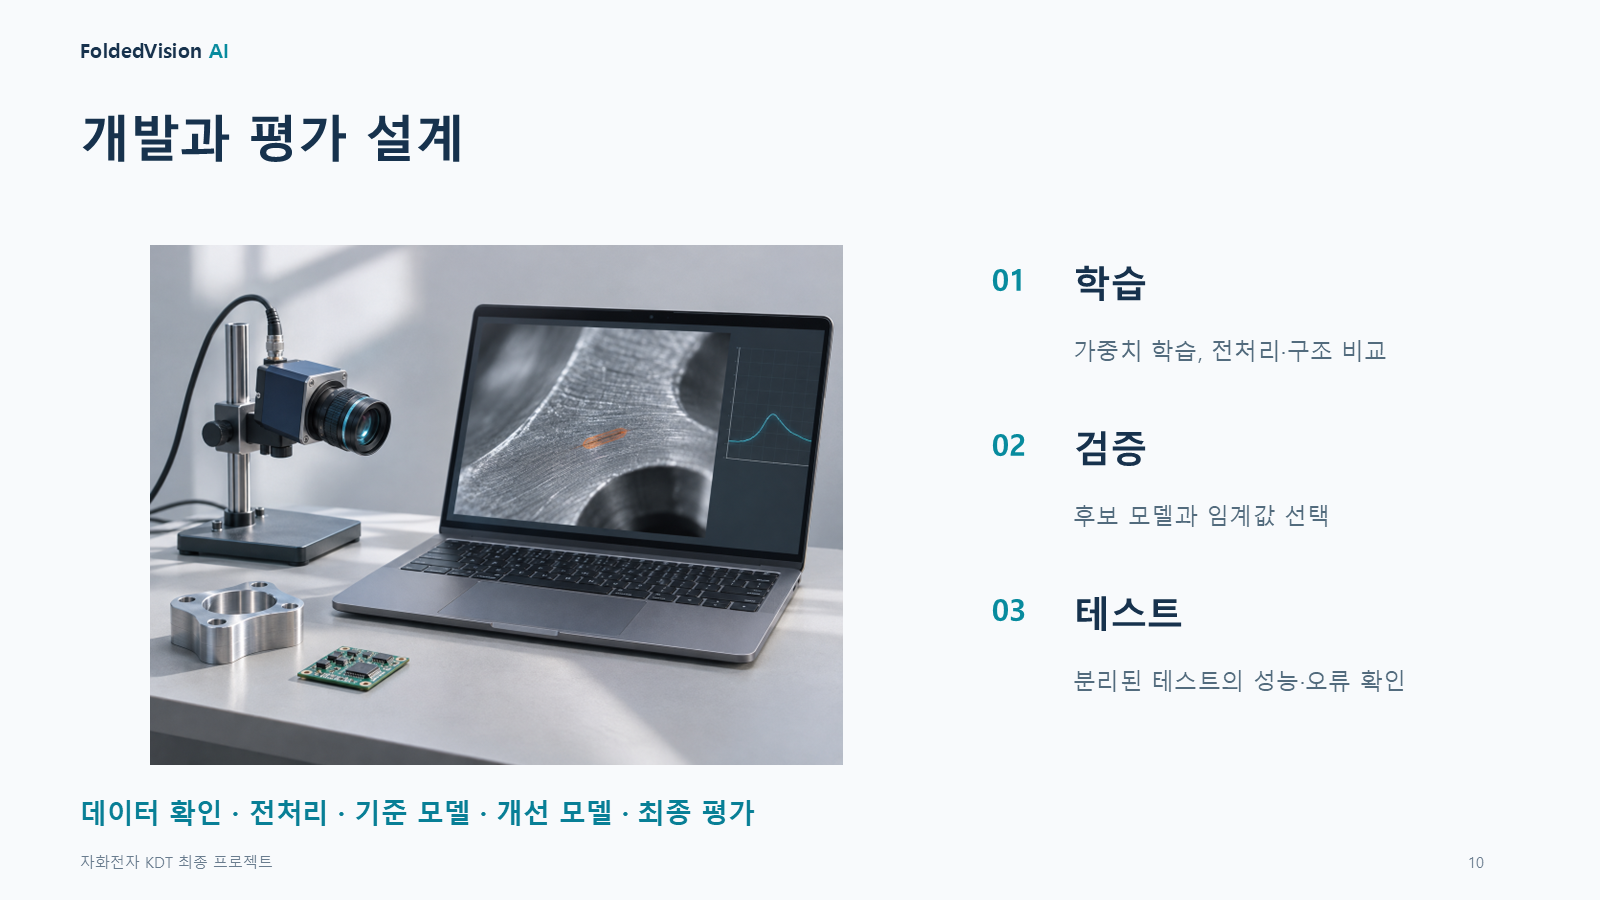 FoldedVision AI
개발과 평가 설계
01 학습
가중치 학습, 전처리·구조 비교
02 검증
후보 모델과 임계값 선택
03 테스트
분리된 테스트의 성능·오류 확인
데이터 확인 · 전처리 · 기준 모델 · 개선 모델 · 최종 평가
자화전자 KDT 최종 프로젝트
10